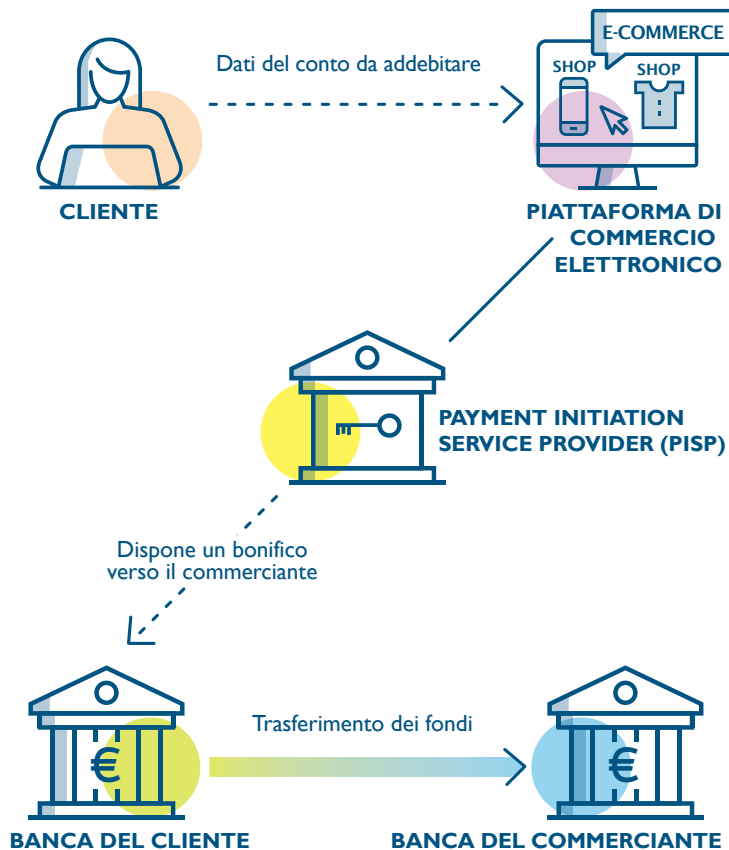 E-COMMERCE
Dati del conto da addebitare
SHOP
SHOP
CLIENTE
PIATTAFORMA DI
COMMERCIO
ELETTRONICO
PAYMENT INITIATION
SERVICE PROVIDER (PISP)
Dispone un bonifico
verso il commerciante
Trasferimento dei fondi
€
€
BANCA DEL CLIENTE
BANCA DEL COMMERCIANTE